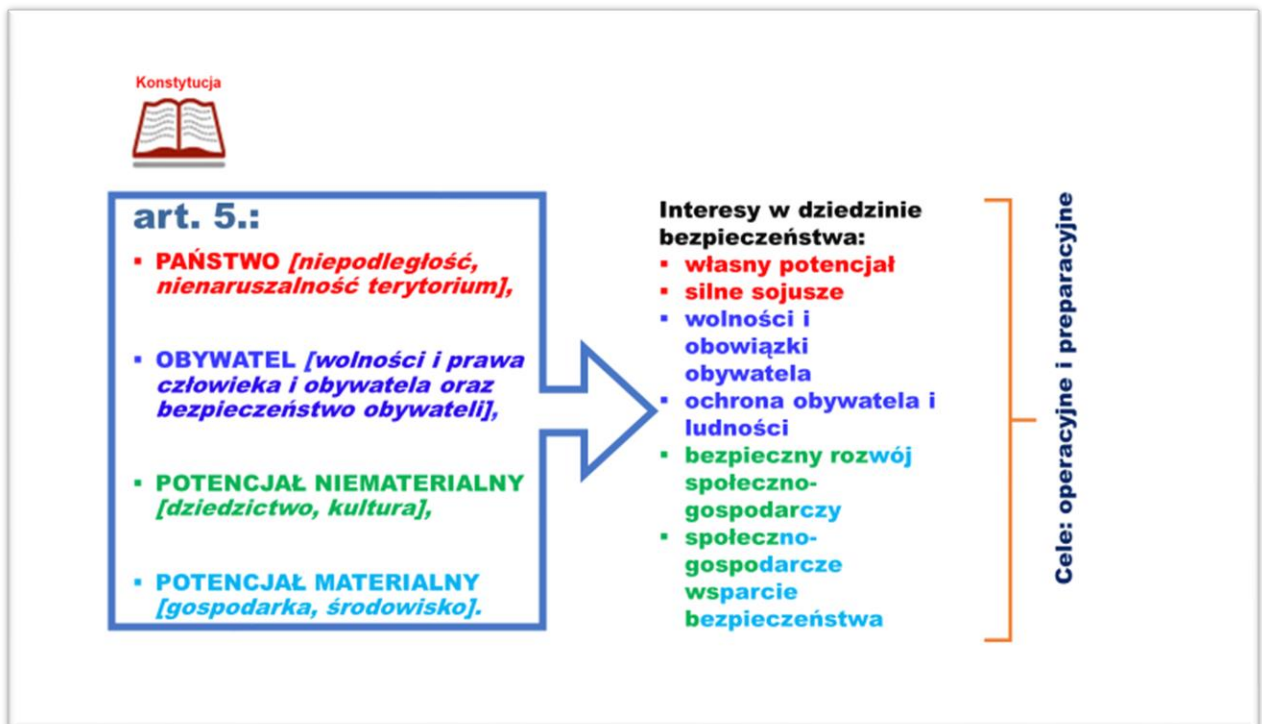 Konstytucja
art. 5.:
▪ PAŃSTWO [niepodległość,
nienaruszalność terytorium],
▪ OBYWATEL [wolności i prawa
człowieka i obywatela oraz
bezpieczeństwo obywateli],
▪ POTENCJAŁ NIEMATERIALNY
[dziedzictwo, kultura],
▪ POTENCJAŁ MATERIALNY
[gospodarka, środowisko].
Interesy w dziedzinie
bezpieczeństwa:
▪ własny potencjał
▪ silne sojusze
▪ wolności i
obowiązki
obywatela
▪ ochrona obywatela i
ludności
▪ bezpieczny rozwój
społeczno-
gospodarczy
▪ społeczno-
gospodarcze
wsparcie
bezpieczeństwa
Cele: operacyjne i preparacyjne